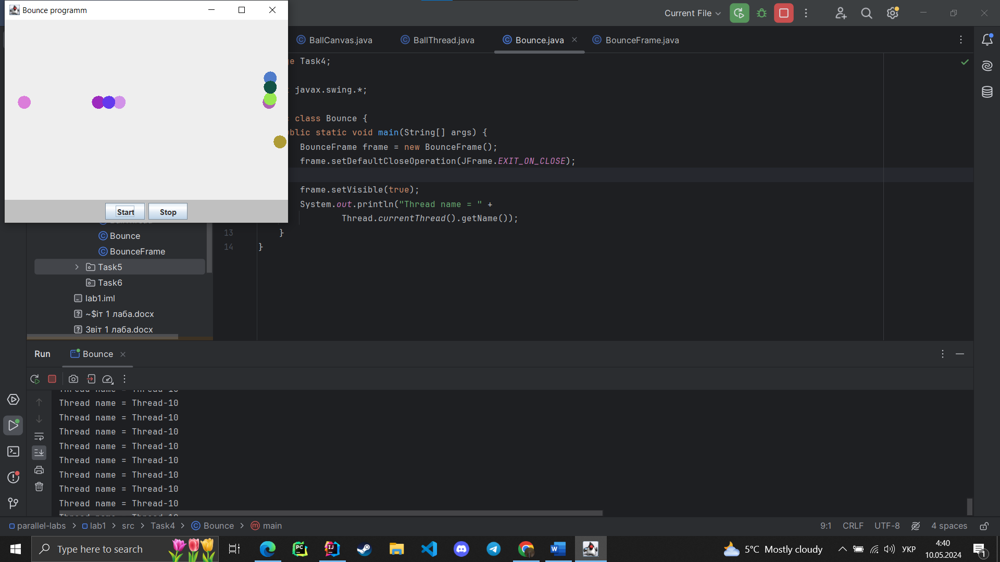 Bounce programm
Current File
BallCanvas.java
BallThread.java
Bounce.java
BounceFrame.java
e Task4;
javax.swing.*;
class Bounce {
blic static void main(String[] args) {
BounceFrame frame = new BounceFrame();
frame.setDefaultCloseOperation(JFrame.EXIT_ON_CLOSE);
frame.setVisible(true);
System.out.println("Thread name = " +
Thread.currentThread().getName());
13 }
14 }
Start
Stop
Bounce
BounceFrame
Task5
Task6
lab1.iml
~$іт 1 лаба.docx
Звіт 1 лаба.docx
Run
Bounce
Thread name = Thread-10
Thread name = Thread-10
Thread name = Thread-10
Thread name = Thread-10
Thread name = Thread-10
Thread name = Thread-10
Thread name = Thread-10
Thread name = Thread-10
Thread name = Thread-10
parallel-labs
lab1
src
Task4
Bounce
main
9:1
CRLF
UTF-8
4 spaces
Type here to search
5°C Mostly cloudy
УКР
4:40
10.05.2024
1